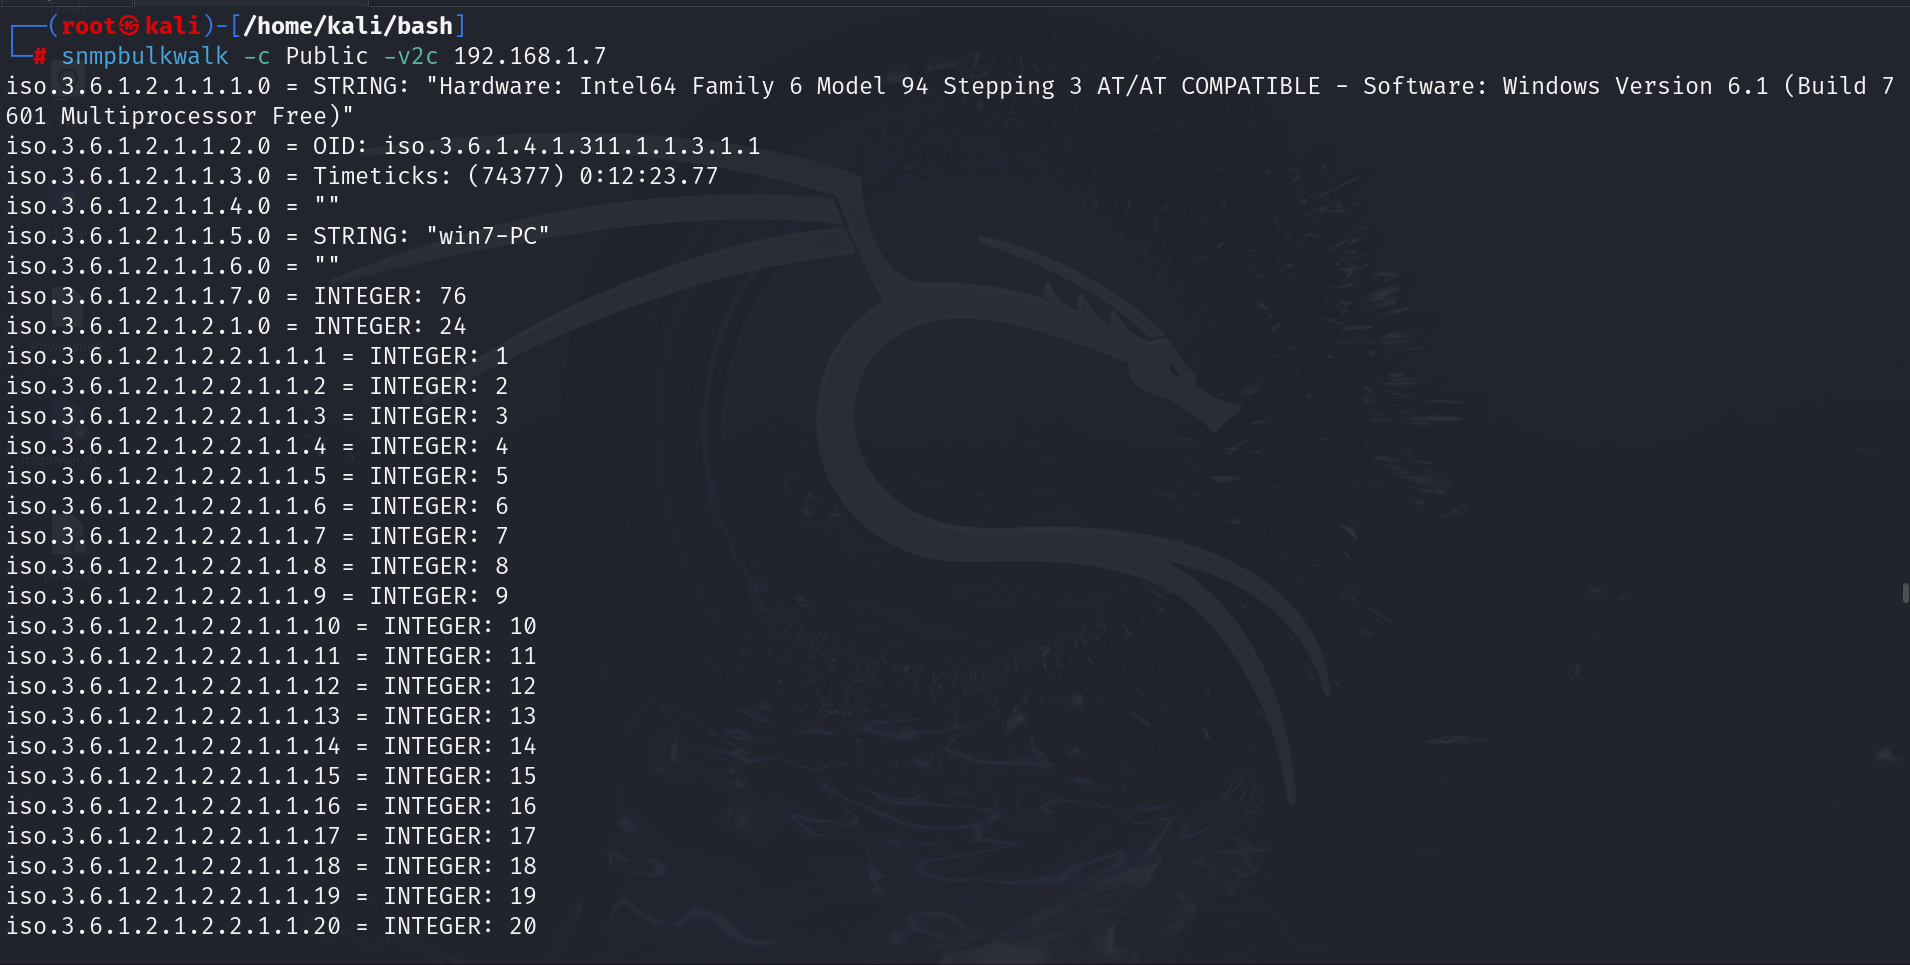 ┌──(root㉿kali)-[/home/kali/bash]
└─# snmpbulkwalk -c Public -v2c 192.168.1.7
iso.3.6.1.2.1.1.1.0 = STRING: "Hardware: Intel64 Family 6 Model 94 Stepping 3 AT/AT COMPATIBLE - Software: Windows Version 6.1 (Build 7
601 Multiprocessor Free)"
iso.3.6.1.2.1.1.2.0 = OID: iso.3.6.1.4.1.311.1.1.3.1.1
iso.3.6.1.2.1.1.3.0 = Timeticks: (74377) 0:12:23.77
iso.3.6.1.2.1.1.4.0 = ""
iso.3.6.1.2.1.1.5.0 = STRING: "win7-PC"
iso.3.6.1.2.1.1.6.0 = ""
iso.3.6.1.2.1.1.7.0 = INTEGER: 76
iso.3.6.1.2.1.2.1.0 = INTEGER: 24
iso.3.6.1.2.1.2.2.1.1.1 = INTEGER: 1
iso.3.6.1.2.1.2.2.1.1.2 = INTEGER: 2
iso.3.6.1.2.1.2.2.1.1.3 = INTEGER: 3
iso.3.6.1.2.1.2.2.1.1.4 = INTEGER: 4
iso.3.6.1.2.1.2.2.1.1.5 = INTEGER: 5
iso.3.6.1.2.1.2.2.1.1.6 = INTEGER: 6
iso.3.6.1.2.1.2.2.1.1.7 = INTEGER: 7
iso.3.6.1.2.1.2.2.1.1.8 = INTEGER: 8
iso.3.6.1.2.1.2.2.1.1.9 = INTEGER: 9
iso.3.6.1.2.1.2.2.1.1.10 = INTEGER: 10
iso.3.6.1.2.1.2.2.1.1.11 = INTEGER: 11
iso.3.6.1.2.1.2.2.1.1.12 = INTEGER: 12
iso.3.6.1.2.1.2.2.1.1.13 = INTEGER: 13
iso.3.6.1.2.1.2.2.1.1.14 = INTEGER: 14
iso.3.6.1.2.1.2.2.1.1.15 = INTEGER: 15
iso.3.6.1.2.1.2.2.1.1.16 = INTEGER: 16
iso.3.6.1.2.1.2.2.1.1.17 = INTEGER: 17
iso.3.6.1.2.1.2.2.1.1.18 = INTEGER: 18
iso.3.6.1.2.1.2.2.1.1.19 = INTEGER: 19
iso.3.6.1.2.1.2.2.1.1.20 = INTEGER: 20